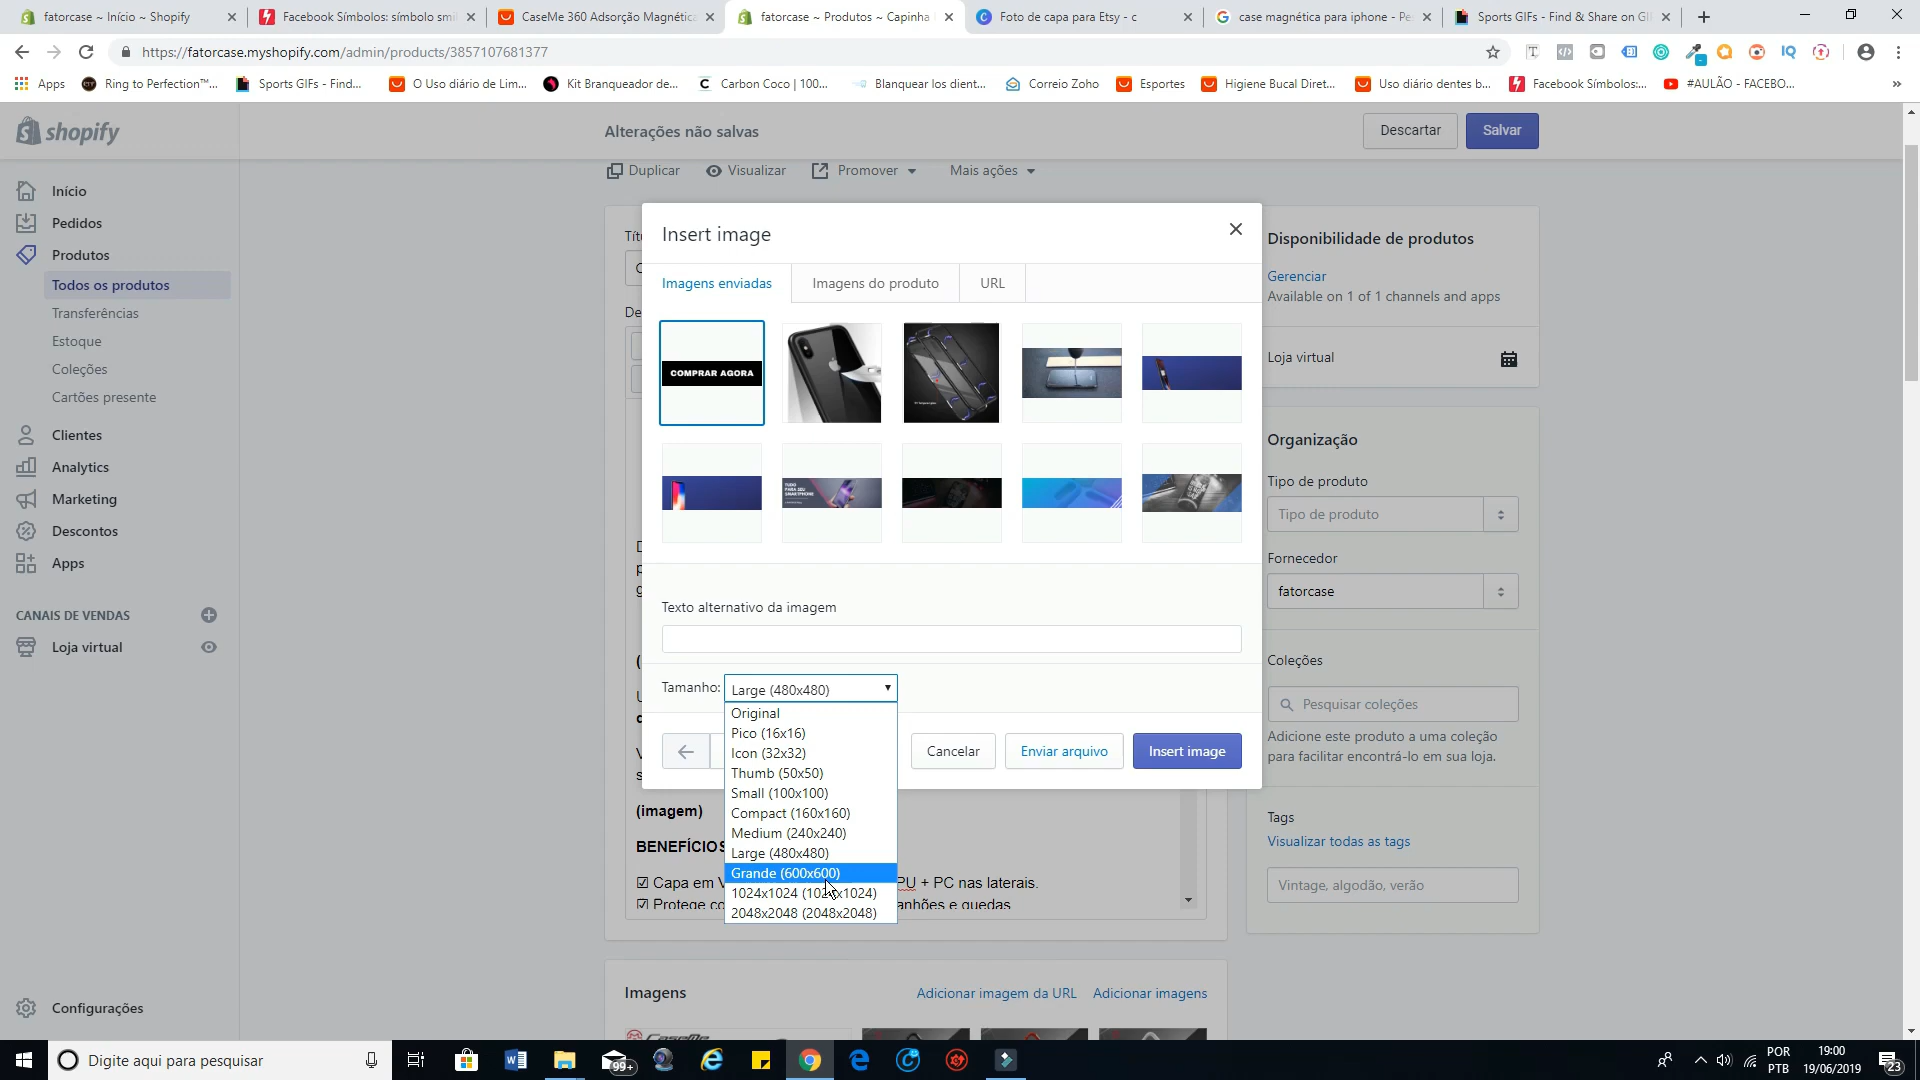 fatorcase ~ Início ~ Shopify
Facebook Símbolos: símbolo smi
CaseMe 360 Adsorção Magnética
fatorcase ~ Produtos ~ Capinha
Foto de capa para Etsy - c
case magnética para iphone - Pe
Sports GIFs - Find & Share on GI
https://fatorcase.myshopify.com/admin/products/3857107681377
Apps
Ring to Perfection™...
Sports GIFs - Find...
O Uso diário de Lim...
Kit Branqueador de...
Carbon Coco | 100...
Blanquear los dient...
Correio Zoho
Esportes
Higiene Bucal Diret...
Uso diário dentes b...
Facebook Símbolos:...
#AULÃO - FACEBO...
shopify
Alterações não salvas
Descartar
Salvar
Duplicar
Visualizar
Promover
Mais ações
Início
Pedidos
Produtos
Todos os produtos
Transferências
Estoque
Coleções
Cartões presente
Clientes
Analytics
Marketing
Descontos
Apps
CANAIS DE VENDAS
Loja virtual
Configurações
Insert image
Imagens enviadas
Imagens do produto
URL
COMPRAR AGORA
TUDO
PARA SEU
SMARTPHONE
Texto alternativo da imagem
Tamanho:
Large (480x480)
Original
Pico (16x16)
Icon (32x32)
Thumb (50x50)
Small (100x100)
Compact (160x160)
Medium (240x240)
Large (480x480)
Grande (600x600)
1024x1024 (1024x1024)
2048x2048 (2048x2048)
Cancelar
Enviar arquivo
Insert image
(imagem)
BENEFÍCIOS
Capa em V
PU + PC nas laterais.
Protege co
anhões e quedas
Imagens
Adicionar imagem da URL
Adicionar imagens
CaseMe
Disponibilidade de produtos
Gerenciar
Available on 1 of 1 channels and apps
Loja virtual
Organização
Tipo de produto
Tipo de produto
Fornecedor
fatorcase
Coleções
Pesquisar coleções
Adicione este produto a uma coleção
para facilitar encontrá-lo em sua loja.
Tags
Visualizar todas as tags
Vintage, algodão, verão
Digite aqui para pesquisar
99+
POR
PTB
19:00
19/06/2019
23